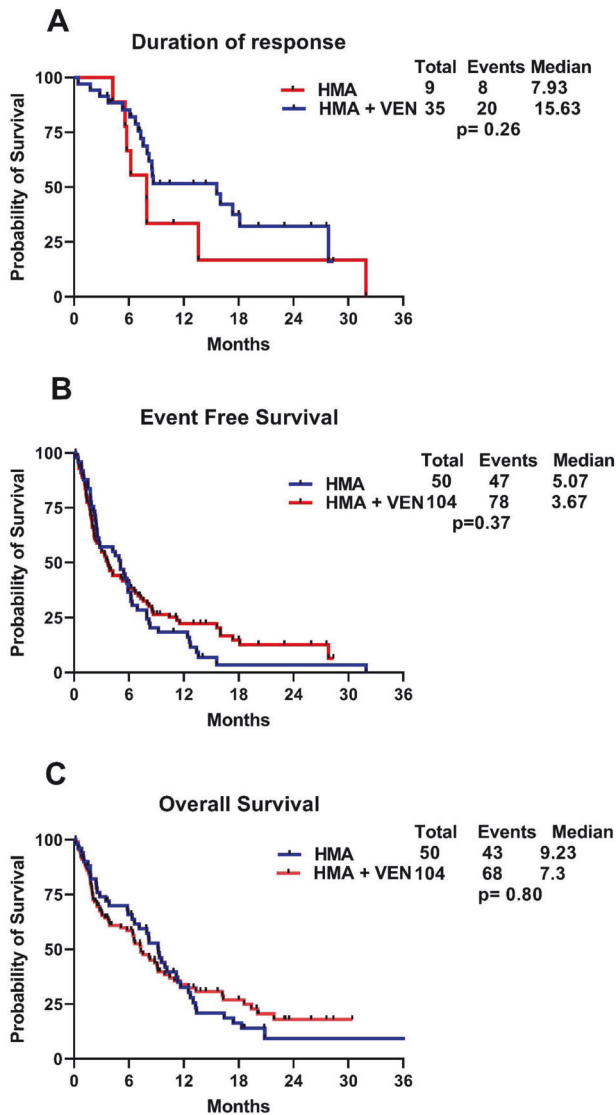 A
Duration of response
Total Events Median
HMA 9 8 7.93
HMA + VEN 35 20 15.63
p= 0.26
Probability of Survival
100
75
50
25
0
0 6 12 18 24 30 36
Months
B
Event Free Survival
Total Events Median
HMA 50 47 5.07
HMA + VEN 104 78 3.67
p=0.37
Probability of Survival
100
75
50
25
0
0 6 12 18 24 30 36
Months
C
Overall Survival
Total Events Median
HMA 50 43 9.23
HMA + VEN 104 68 7.3
p= 0.80
Probability of Survival
100
75
50
25
0
0 6 12 18 24 30 36
Months